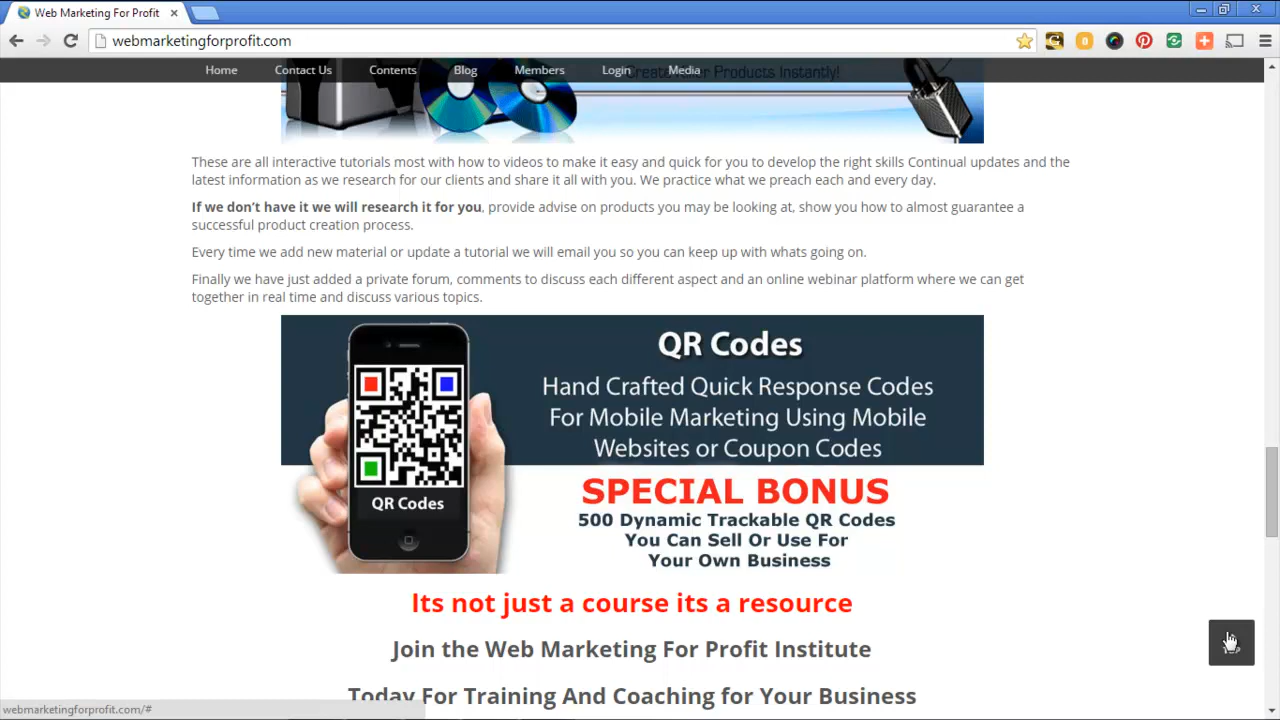 Web Marketing For Profit
webmarketingforprofit.com
Home Contact Us Contents Blog Members Login Media
Create Your Products Instantly!
These are all interactive tutorials most with how to videos to make it easy and quick for you to develop the right skills Continual updates and the
latest information as we research for our clients and share it all with you. We practice what we preach each and every day.
If we don’t have it we will research it for you, provide advise on products you may be looking at, show you how to almost guarantee a
successful product creation process.
Every time we add new material or update a tutorial we will email you so you can keep up with whats going on.
Finally we have just added a private forum, comments to discuss each different aspect and an online webinar platform where we can get
together in real time and discuss various topics.
QR Codes
Hand Crafted Quick Response Codes
For Mobile Marketing Using Mobile
Websites or Coupon Codes
QR Codes
SPECIAL BONUS
500 Dynamic Trackable QR Codes
You Can Sell Or Use For
Your Own Business
Its not just a course its a resource
Join the Web Marketing For Profit Institute
Today For Training And Coaching for Your Business
webmarketingforprofit.com/#